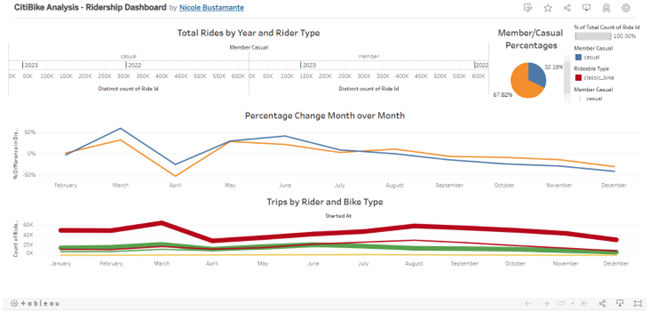 CitiBike Analysis - Ridership Dashboard by Nicole Bustamante
Total Rides by Year and Rider Type
Member Casual
casual
member
2023
2022
2023
2022
0K 50K 100K 150K 200K 250K 300K 350K 400K 450K 500K 550K 600K
0K 50K 100K 150K 200K 250K 300K 350K 400K 450K 500K 550K 600K
Distinct count of Ride Id
Distinct count of Ride Id
Member/Casual
Percentages
32.18%
67.82%
% of Total Count of Ride Id
100.00%
Member Casual
casual
Rideable Type
classic_bike
Member Casual
casual
Percentage Change Month over Month
% Difference in Dis...
50%
0%
-50%
February March April May June July August September October November December
Trips by Rider and Bike Type
Started At
Count of Ride..
60K
40K
20K
0K
January February March April May June July August September October November December
+ a b l e a u